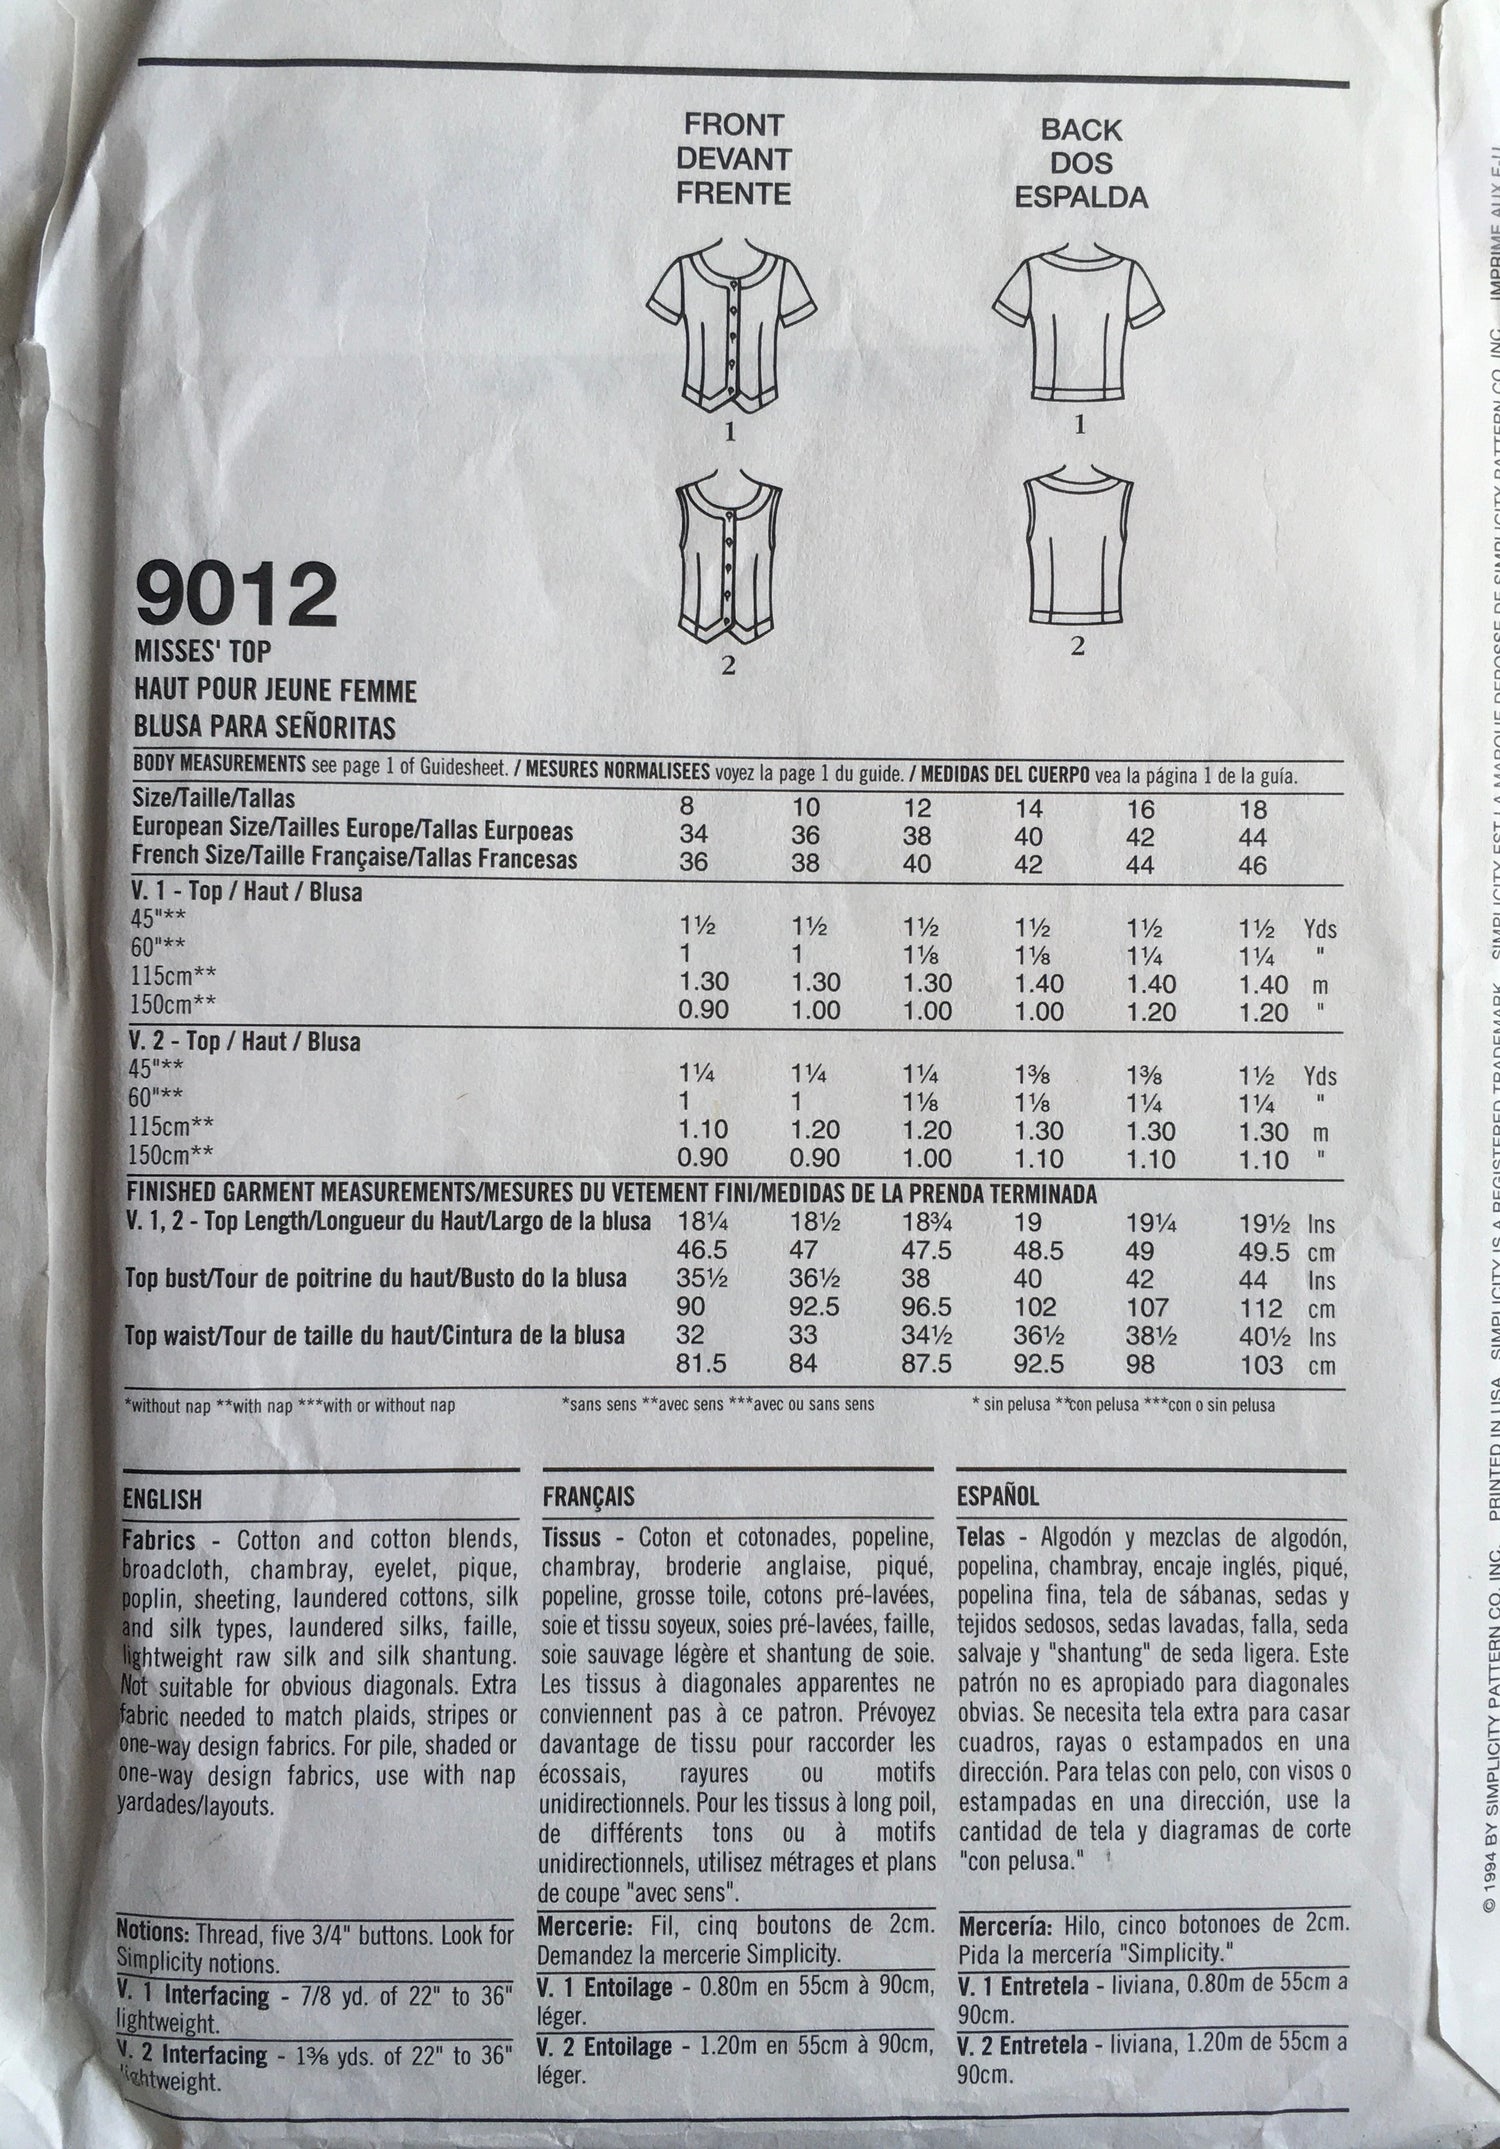 FRONT
DEVANT
FRENTE
BACK
DOS
ESPALDA
1
1
2
2
9012
MISSES' TOP
HAUT POUR JEUNE FEMME
BLUSA PARA SEÑORITAS
BODY MEASUREMENTS see page 1 of Guidesheet. / MESURES NORMALISEES voyez la page 1 du guide. / MEDIDAS DEL CUERPO vea la página 1 de la guía.
Size/Taille/Tallas 8 10 12 14 16 18
European Size/Tailles Europe/Tallas Eurpoeas 34 36 38 40 42 44
French Size/Taille Française/Tallas Francesas 36 38 40 42 44 46
V. 1 - Top / Haut / Blusa
45"** 1½ 1½ 1½ 1½ 1½ 1½ Yds
60"** 1 1 1⅛ 1⅛ 1¼ 1¼ "
115cm** 1.30 1.30 1.30 1.40 1.40 1.40 m
150cm** 0.90 1.00 1.00 1.00 1.20 1.20 "
V. 2 - Top / Haut / Blusa
45"** 1¼ 1¼ 1¼ 1⅜ 1⅜ 1½ Yds
60"** 1 1 1⅛ 1⅛ 1¼ 1¼ "
115cm** 1.10 1.20 1.20 1.30 1.30 1.30 m
150cm** 0.90 0.90 1.00 1.10 1.10 1.10 "
FINISHED GARMENT MEASUREMENTS/MESURES DU VETEMENT FINI/MEDIDAS DE LA PRENDA TERMINADA
V. 1, 2 - Top Length/Longueur du Haut/Largo de la blusa 18¼ 18½ 18¾ 19 19¼ 19½ Ins
46.5 47 47.5 48.5 49 49.5 cm
Top bust/Tour de poitrine du haut/Busto do la blusa 35½ 36½ 38 40 42 44 Ins
90 92.5 96.5 102 107 112 cm
Top waist/Tour de taille du haut/Cintura de la blusa 32 33 34½ 36½ 38½ 40½ Ins
81.5 84 87.5 92.5 98 103 cm
*without nap **with nap ***with or without nap
*sans sens **avec sens ***avec ou sans sens
* sin pelusa **con pelusa ***con o sin pelusa
ENGLISH
Fabrics - Cotton and cotton blends,
broadcloth, chambray, eyelet, pique,
poplin, sheeting, laundered cottons, silk
and silk types, laundered silks, faille,
lightweight raw silk and silk shantung.
Not suitable for obvious diagonals. Extra
fabric needed to match plaids, stripes or
one-way design fabrics. For pile, shaded or
one-way design fabrics, use with nap
yardades/layouts.
Notions: Thread, five 3/4" buttons. Look for
Simplicity notions.
V. 1 Interfacing - 7/8 yd. of 22" to 36"
lightweight.
V. 2 Interfacing - 1⅜ yds. of 22" to 36"
lightweight.
FRANÇAIS
Tissus - Coton et cotonades, popeline,
chambray, broderie anglaise, piqué,
popeline, grosse toile, cotons pré-lavées,
soie et tissu soyeux, soies pré-lavées, faille,
soie sauvage légère et shantung de soie.
Les tissus à diagonales apparentes ne
conviennent pas à ce patron. Prévoyez
davantage de tissu pour raccorder les
écossais, rayures ou motifs
unidirectionnels. Pour les tissus à long poil,
de différents tons ou à motifs
unidirectionnels, utilisez métrages et plans
de coupe "avec sens".
Mercerie: Fil, cinq boutons de 2cm.
Demandez la mercerie Simplicity.
V. 1 Entoilage - 0.80m en 55cm à 90cm,
léger.
V. 2 Entoilage - 1.20m en 55cm à 90cm,
léger.
ESPAÑOL
Telas - Algodón y mezclas de algodón,
popelina, chambray, encaje inglés, piqué,
popelina fina, tela de sábanas, sedas y
tejidos sedosos, sedas lavadas, falla, seda
salvaje y "shantung" de seda ligera. Este
patrón no es apropiado para diagonales
obvias. Se necesita tela extra para casar
cuadros, rayas o estampados en una
dirección. Para telas con pelo, con visos o
estampadas en una dirección, use la
cantidad de tela y diagramas de corte
"con pelusa."
Mercería: Hilo, cinco botonoes de 2cm.
Pida la mercería "Simplicity."
V. 1 Entretela - liviana, 0.80m de 55cm a
90cm.
V. 2 Entretela - liviana, 1.20m de 55cm a
90cm.
© 1994 BY SIMPLICITY PATTERN CO. INC. PRINTED IN USA SIMPLICITY IS A REGISTERED TRADEMARK SIMPLICITY EST LA MARQUE DEPOSSE DE SIMPLICITY PATTERN CO. INC. IMPRIME AUX E-U